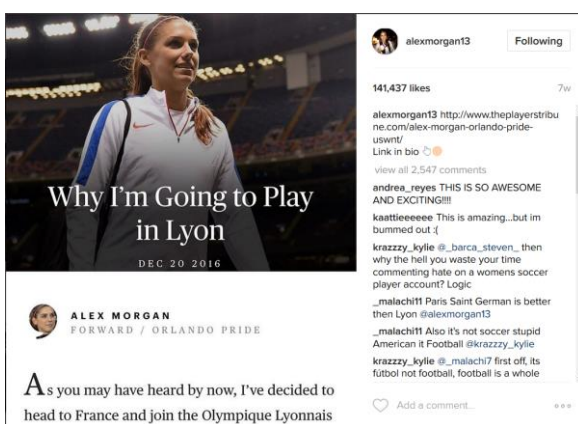 Why I'm Going to Play
in Lyon
DEC 20 2016
ALEX MORGAN
FORWARD / ORLANDO PRIDE
As you may have heard by now, I've decided to
head to France and join the Olympique Lyonnais
alexmorgan13
Following
141,437 likes
7w
alexmorgan13 http://www.theplayerstribu
ne.com/alex-morgan-orlando-pride-
uswnt/
Link in bio 👆🏼
view all 2,547 comments
andrea_reyes THIS IS SO AWESOME
AND EXCITING!!!!
kaattieeeeee This is amazing...but im
bummed out :(
krazzzy_kylie @_barca_steven_ then
why the hell you waste your time
commenting hate on a womens soccer
player account? Logic
_malachi11 Paris Saint German is better
then Lyon @alexmorgan13
_malachi11 Also it's not soccer stupid
American it Football @krazzzy_kylie
krazzzy_kylie @_malachi7 first off, its
fútbol not football, football is a whole
Add a comment...